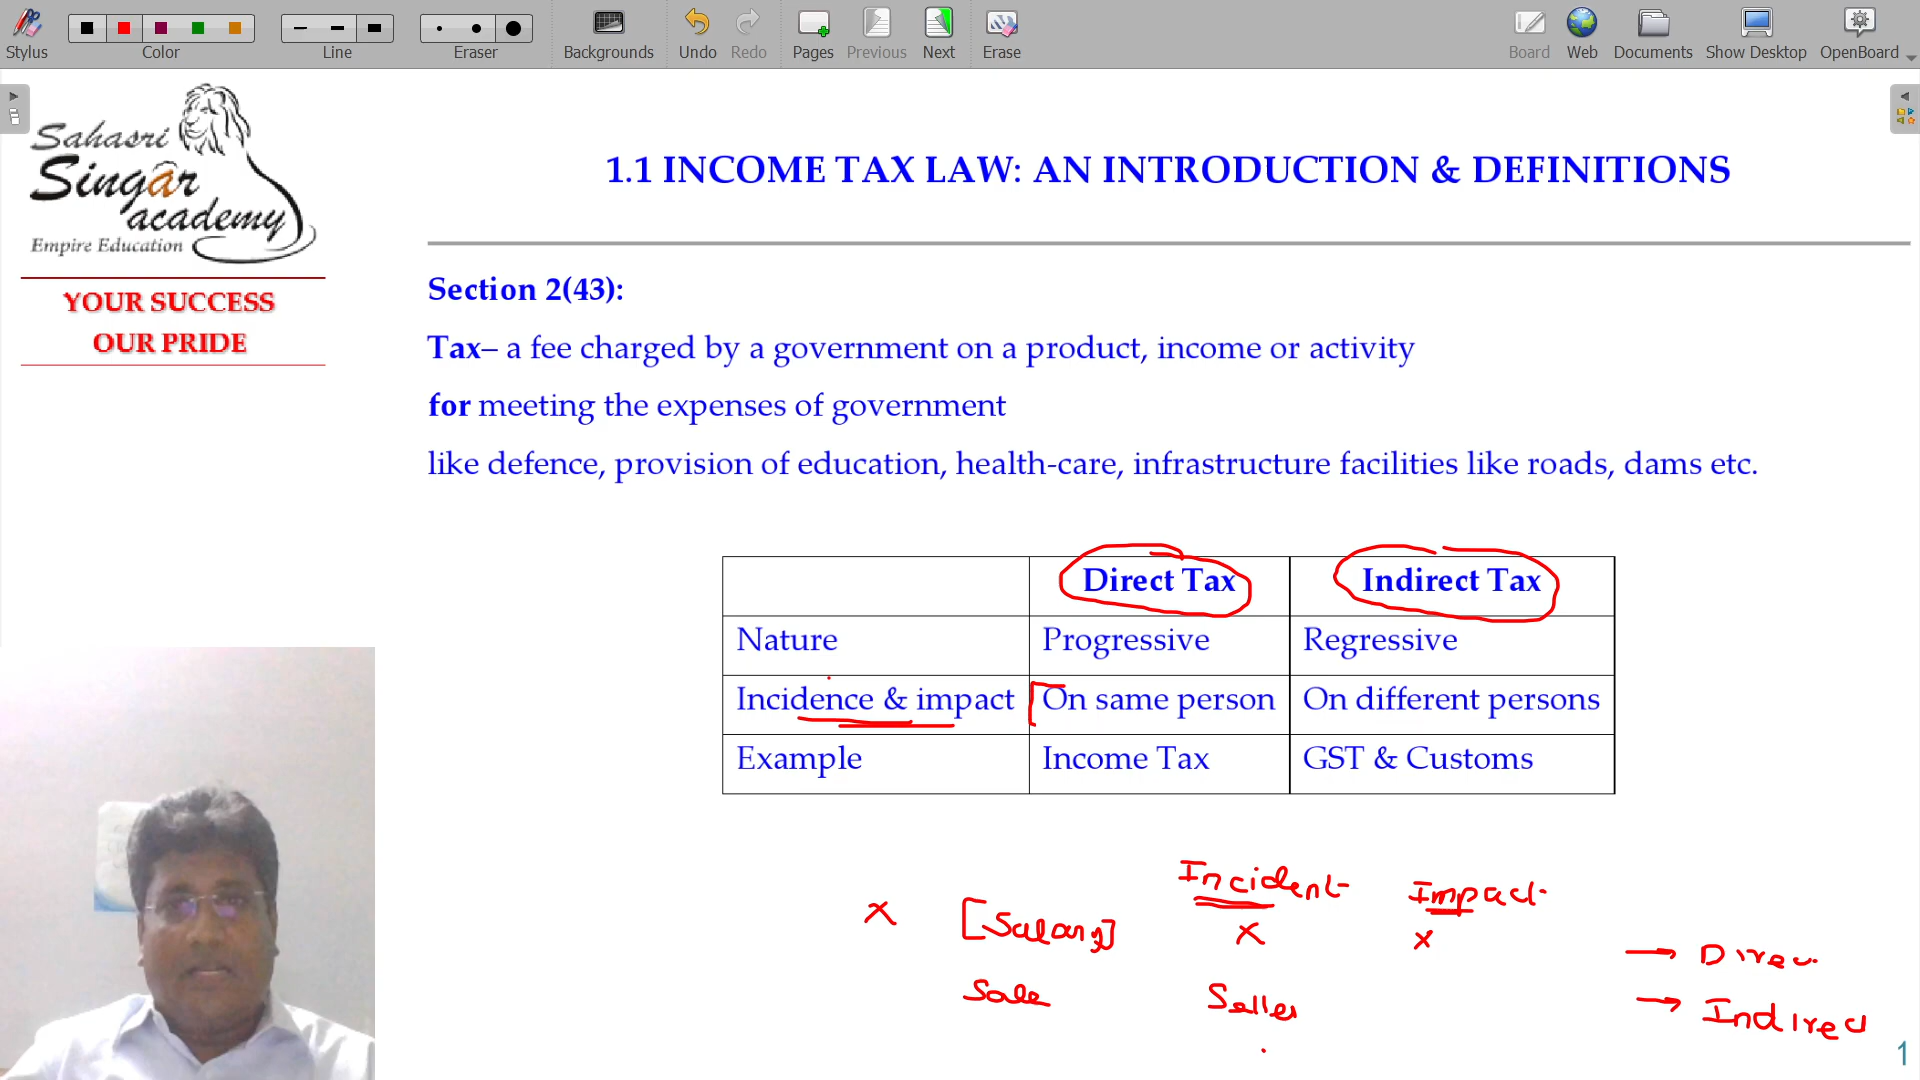 Stylus
Color
Line
Eraser
Backgrounds
Undo
Redo
Pages
Previous
Next
Erase
Board
Web
Documents
Show Desktop
OpenBoard
Sahasri
Singar
academy
Empire Education
YOUR SUCCESS
OUR PRIDE
1.1 INCOME TAX LAW: AN INTRODUCTION & DEFINITIONS
Section 2(43):
Tax– a fee charged by a government on a product, income or activity
for meeting the expenses of government
like defence, provision of education, health-care, infrastructure facilities like roads, dams etc.
Direct Tax Indirect Tax
Nature Progressive Regressive
Incidence & impact On same person On different persons
Example Income Tax GST & Customs
Incident Impact
x [Salary] x x → Direc
Sale Seller → Indirec
1